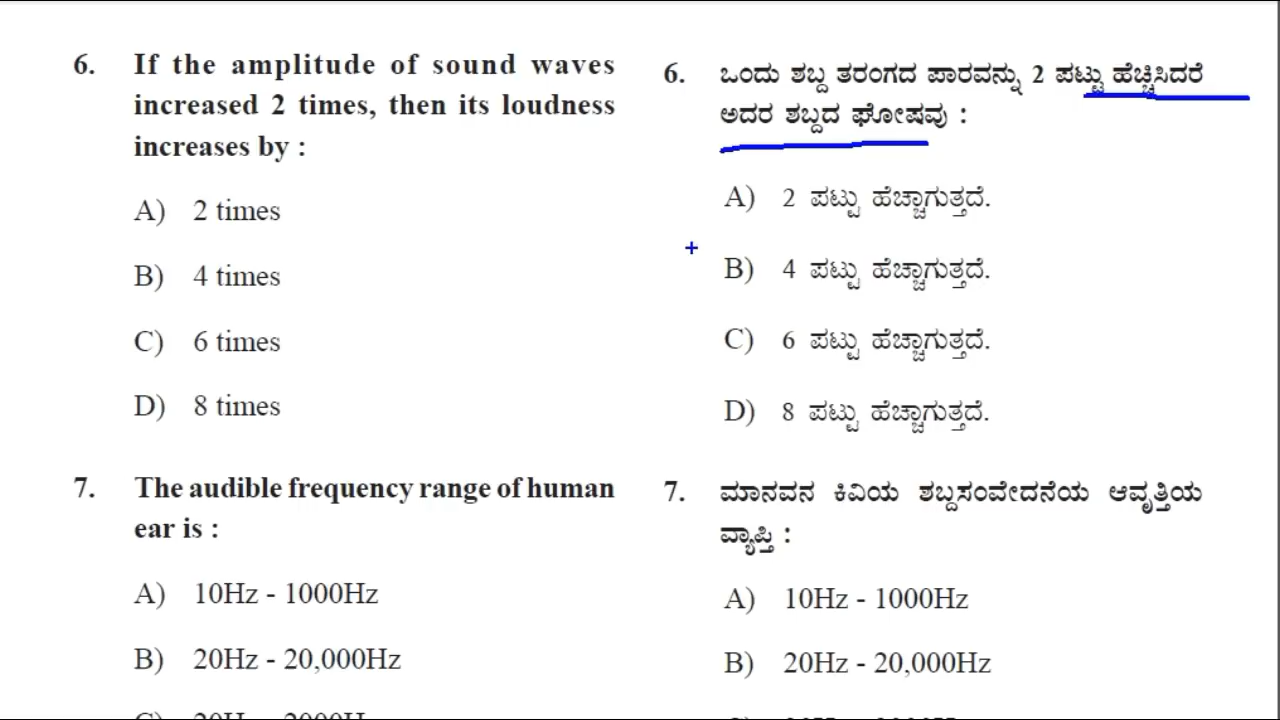 6. If the amplitude of sound waves
increased 2 times, then its loudness
increases by :
A) 2 times
B) 4 times
C) 6 times
D) 8 times
7. The audible frequency range of human
ear is :
A) 10Hz - 1000Hz
B) 20Hz - 20,000Hz
6. ಒಂದು ಶಬ್ದ ತರಂಗದ ಪಾರವನ್ನು 2 ಪಟ್ಟು ಹೆಚ್ಚಿಸಿದರೆ
ಅದರ ಶಬ್ದದ ಘೋಷವು :
A) 2 ಪಟ್ಟು ಹೆಚ್ಚಾಗುತ್ತದೆ.
B) 4 ಪಟ್ಟು ಹೆಚ್ಚಾಗುತ್ತದೆ.
C) 6 ಪಟ್ಟು ಹೆಚ್ಚಾಗುತ್ತದೆ.
D) 8 ಪಟ್ಟು ಹೆಚ್ಚಾಗುತ್ತದೆ.
7. ಮಾನವನ ಕಿವಿಯ ಶಬ್ದಸಂವೇದನೆಯ ಆವೃತ್ತಿಯ
ವ್ಯಾಪ್ತಿ :
A) 10Hz - 1000Hz
B) 20Hz - 20,000Hz